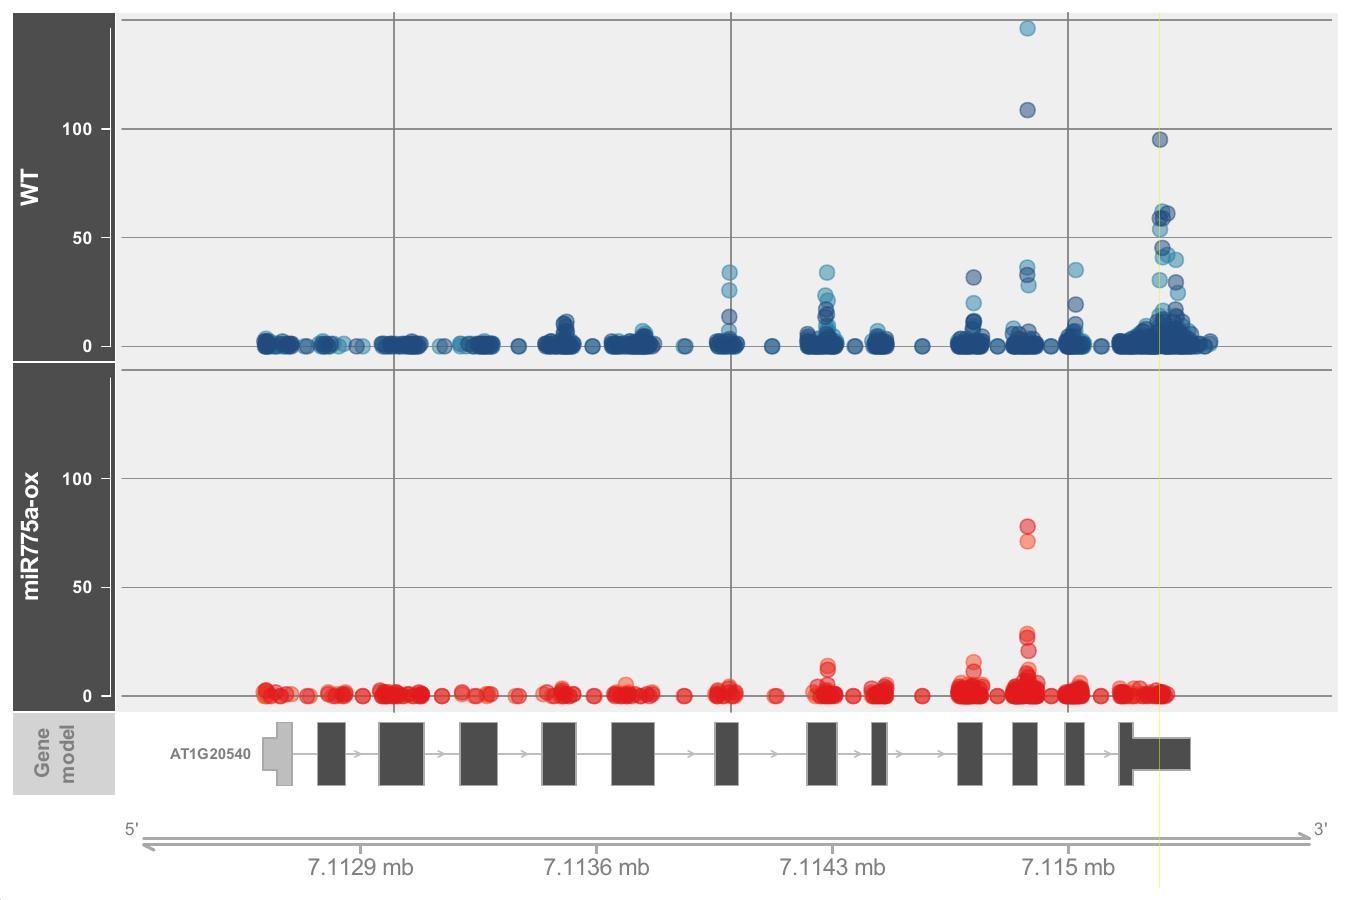 WT
100
50
0
miR775a-ox
100
50
0
Gene
model
AT1G20540
5'
3'
7.1129 mb
7.1136 mb
7.1143 mb
7.115 mb